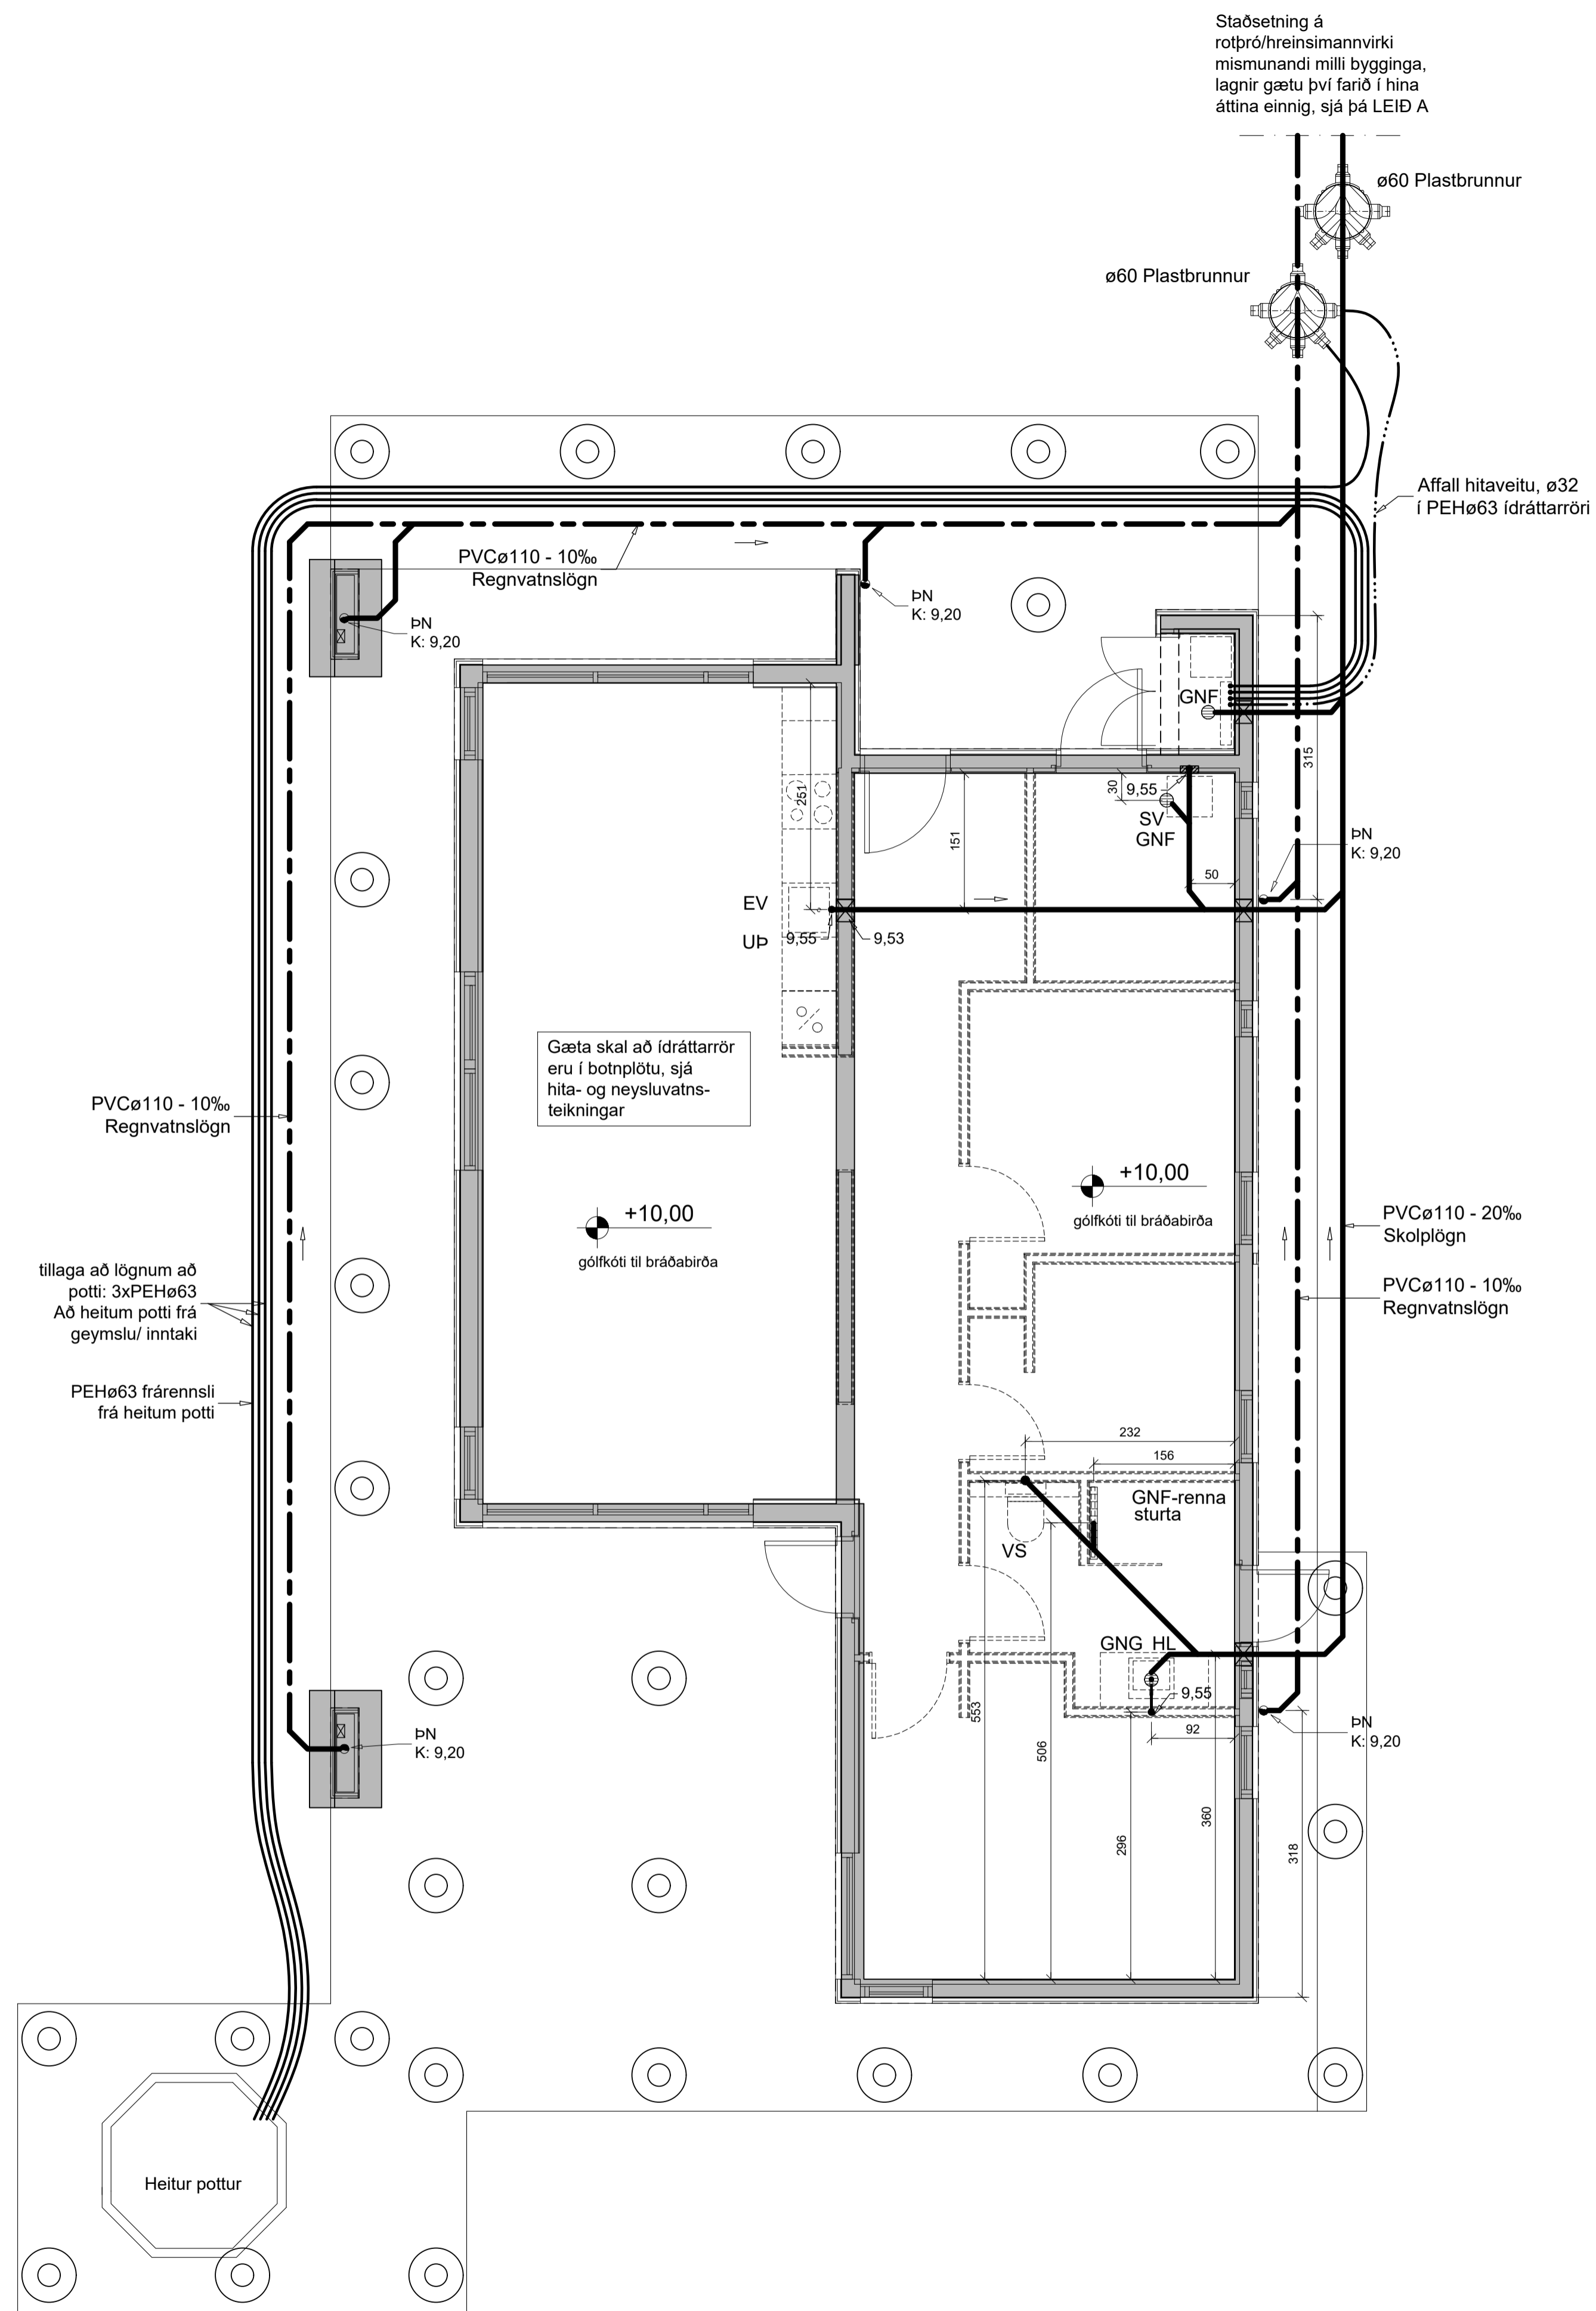 Staðsetning á
rotþró/hreinsimannvirki
mismunandi milli bygginga,
lagnir gætu því farið í hina
áttina einnig, sjá þá LEIÐ A
ø60 Plastbrunnur
ø60 Plastbrunnur
Affall hitaveitu, ø32
í PEHø63 ídráttarröri
PVCø110 - 10‰
Regnvatnslögn
ÞN
K: 9,20
ÞN
K: 9,20
GNF
315
251
30
9,55
SV
GNF
151
50
ÞN
K: 9,20
EV
UÞ
9,55
9,53
Gæta skal að ídráttarrör
eru í botnplötu, sjá
hita- og neysluvatns-
teikningar
PVCø110 - 10‰
Regnvatnslögn
+10,00
gólfkóti til bráðabirða
+10,00
gólfkóti til bráðabirða
PVCø110 - 20‰
Skolplögn
PVCø110 - 10‰
Regnvatnslögn
tillaga að lögnum að
potti: 3xPEHø63
Að heitum potti frá
geymslu/ inntaki
PEHø63 frárennsli
frá heitum potti
232
156
GNF-renna
sturta
VS
GNG HL
9,55
553
92
506
ÞN
K: 9,20
ÞN
K: 9,20
296
360
318
Heitur pottur